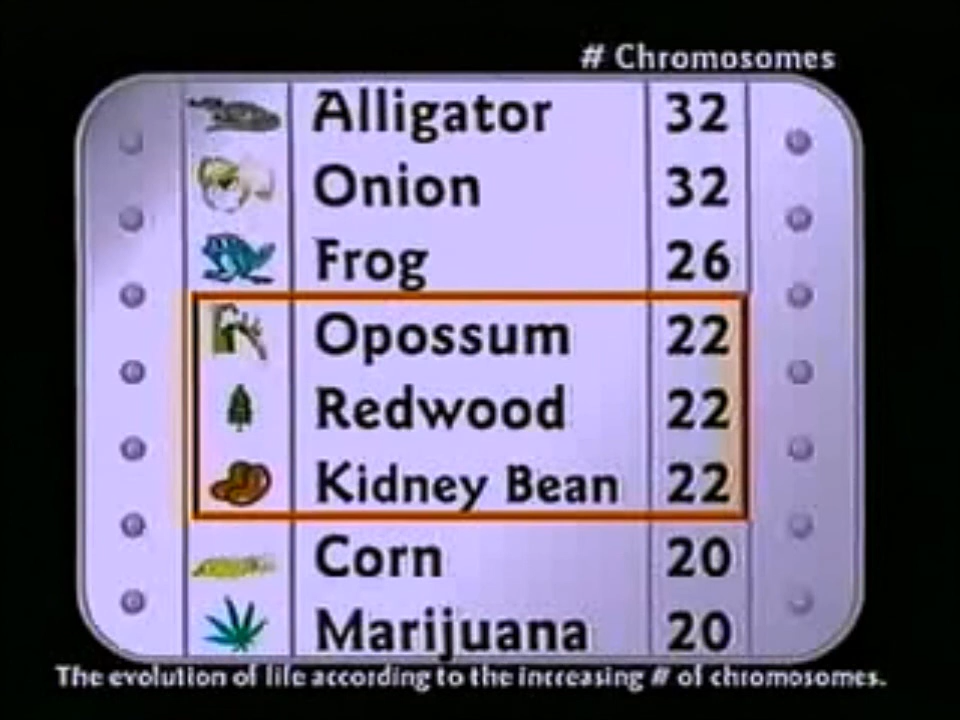 # Chromosomes
Alligator 32
Onion 32
Frog 26
Opossum 22
Redwood 22
Kidney Bean 22
Corn 20
Marijuana 20
The evolution of life according to the increasing # of chromosomes.